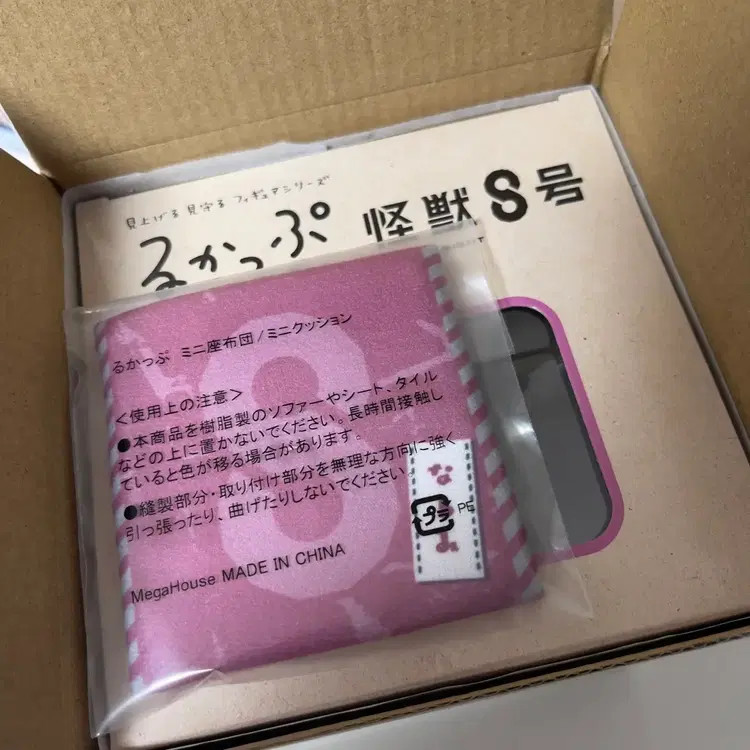 見上げる見守るフィギュアシリーズ
るかっぷ 怪獣8号
るかっぷ ミニ座布団/ミニクッション
＜使用上の注意＞
●本商品を樹脂製のソファーやシート、タイル
などの上に置かないでください。長時間接触し
ていると色が移る場合があります。
●縫製部分・取り付け部分を無理な方向に強く
引っ張ったり、曲げたりしないでください。
プラ PE
MegaHouse MADE IN CHINA
8